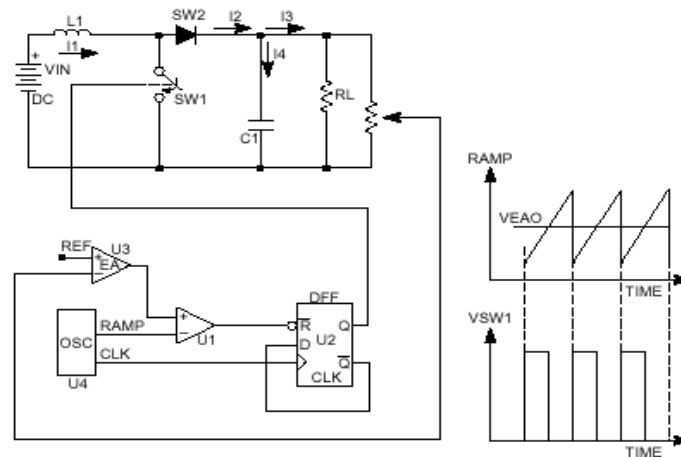 L1
SW2
I2
I3
I1
I4
+
VIN
DC
SW1
C1
RL
REF
U3
+
EA
−
RAMP
CLK
OSC
U4
+
−
U1
DFF
R
Q
D
U2
Q
CLK
RAMP
VEAO
TIME
VSW1
TIME